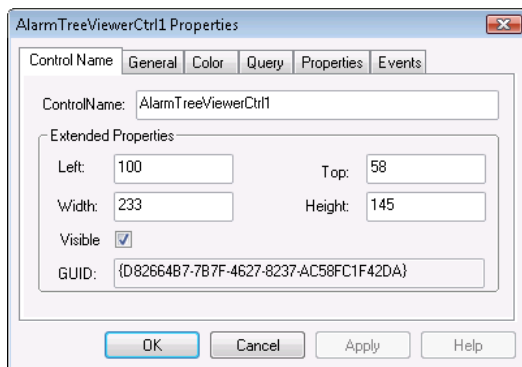 AlarmTreeViewerCtrl1 Properties
Control Name General Color Query Properties Events
ControlName: AlarmTreeViewerCtrl1
Extended Properties
Left: 100 Top: 58
Width: 233 Height: 145
Visible
GUID: {D82664B7-7B7F-4627-8237-AC58FC1F42DA}
OK Cancel Apply Help